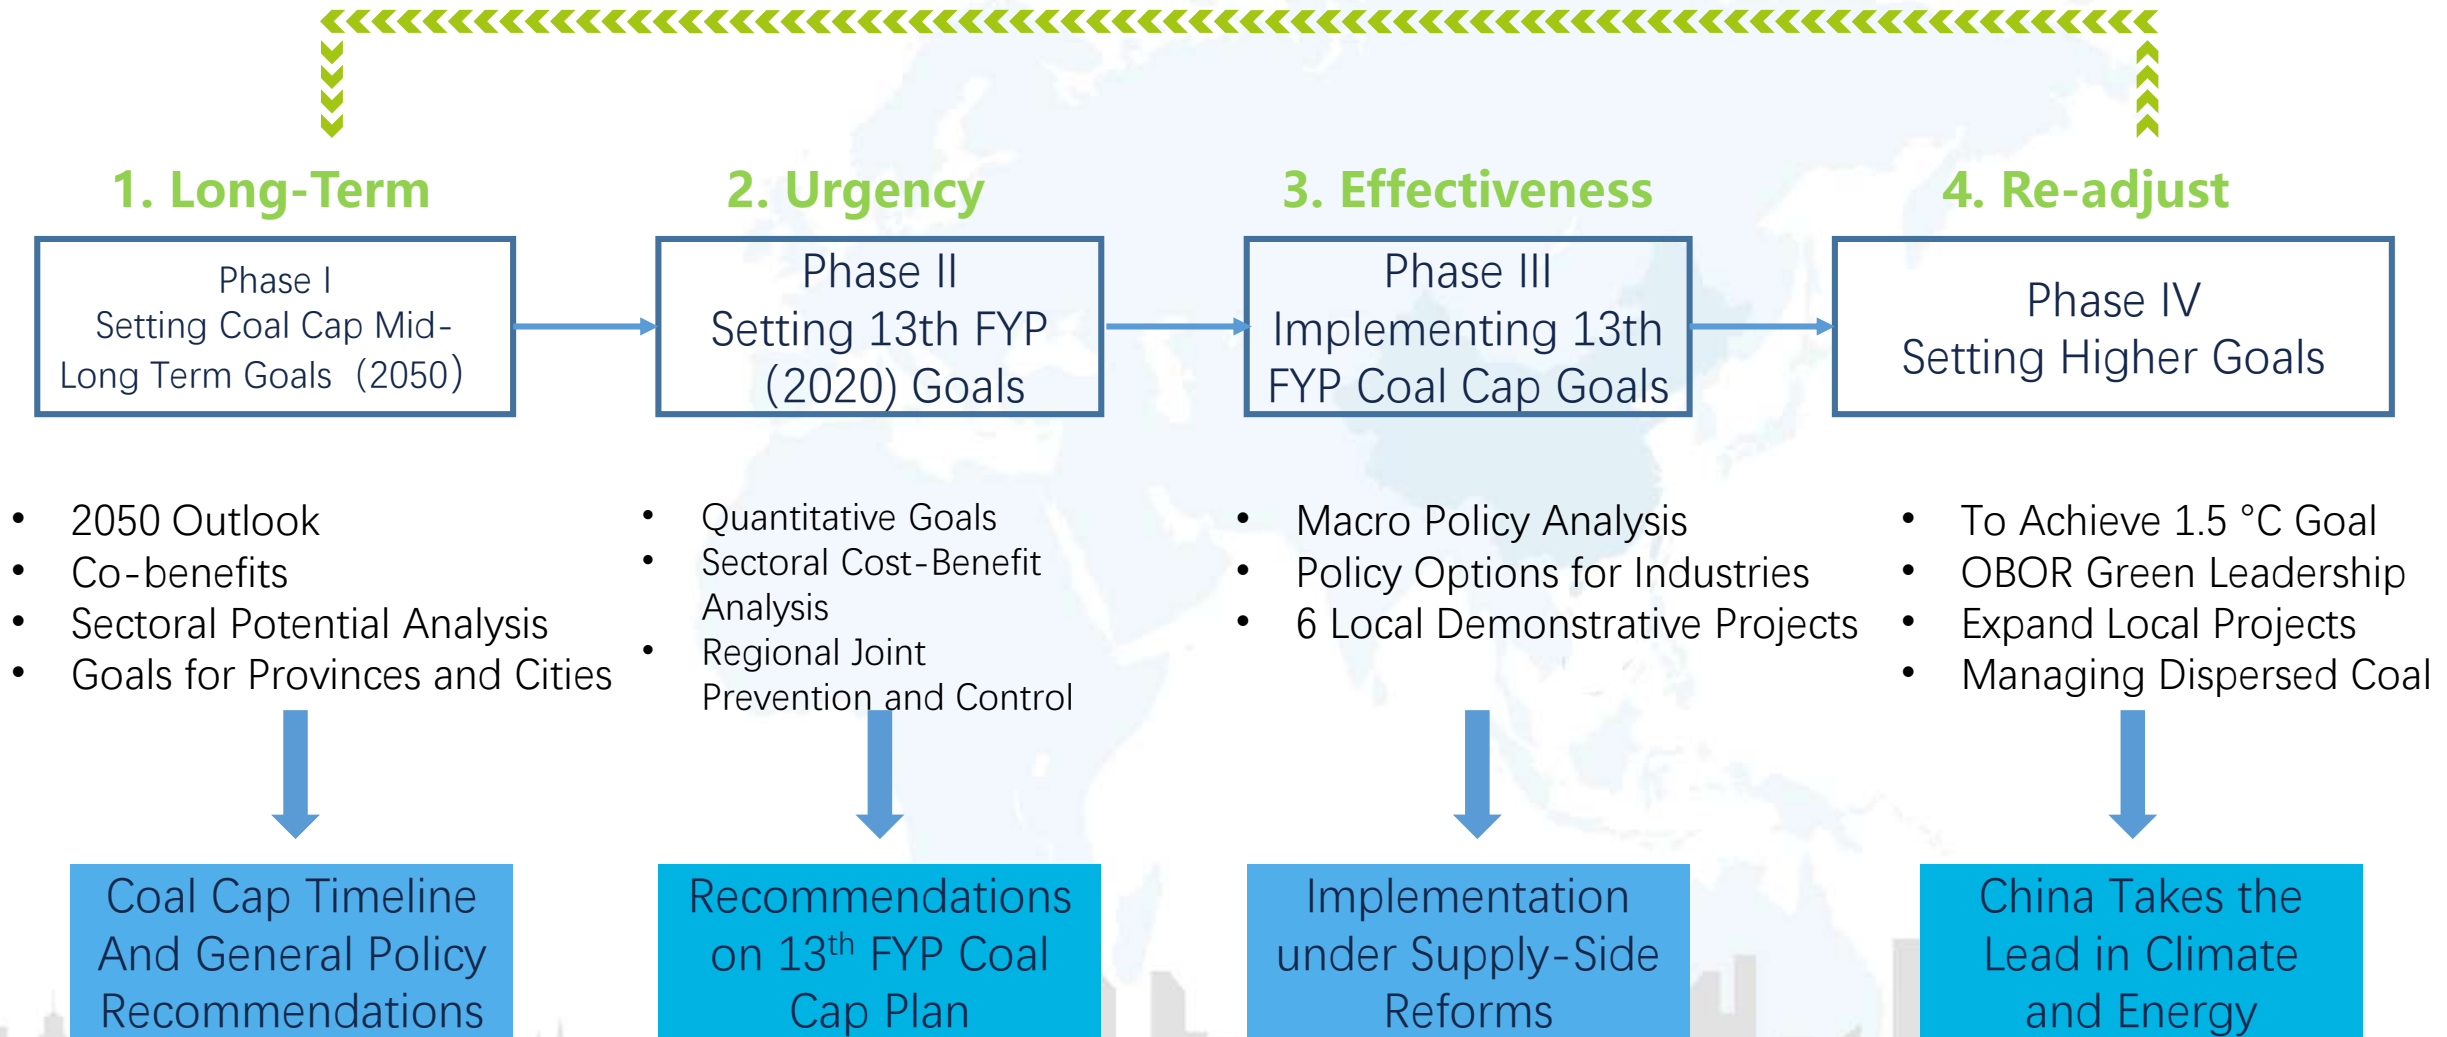 1. Long-Term
Phase I
Setting Coal Cap Mid-
Long Term Goals（2050）
2. Urgency
Phase II
Setting 13th FYP
（2020) Goals
3. Effectiveness
Phase III
Implementing 13th
FYP Coal Cap Goals
4. Re-adjust
Phase IV
Setting Higher Goals
• 2050 Outlook
• Co-benefits
• Sectoral Potential Analysis
• Goals for Provinces and Cities
• Quantitative Goals
• Sectoral Cost-Benefit
Analysis
• Regional Joint
Prevention and Control
• Macro Policy Analysis
• Policy Options for Industries
• 6 Local Demonstrative Projects
• To Achieve 1.5 °C Goal
• OBOR Green Leadership
• Expand Local Projects
• Managing Dispersed Coal
Coal Cap Timeline
And General Policy
Recommendations
Recommendations
on 13th FYP Coal
Cap Plan
Implementation
under Supply-Side
Reforms
China Takes the
Lead in Climate
and Energy